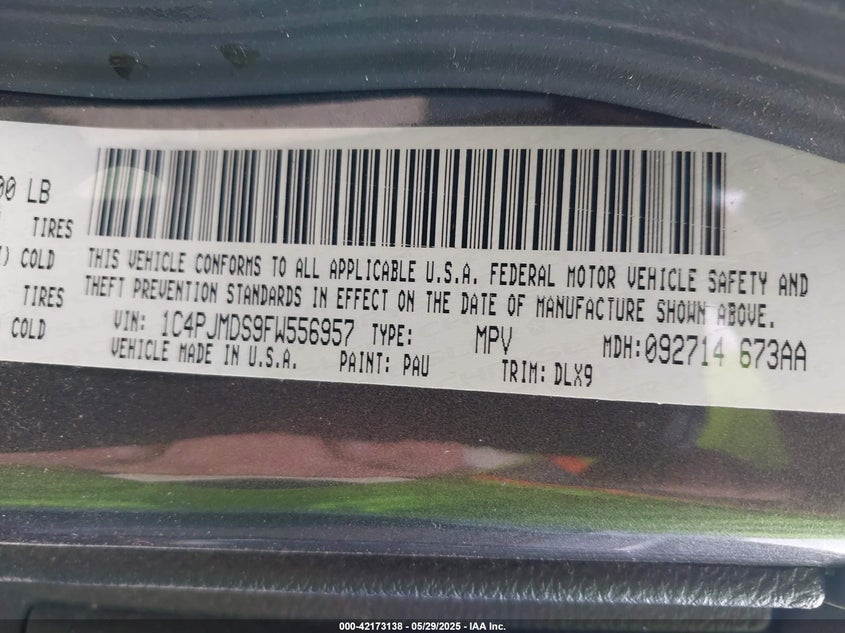 00 LB
TIRES
) COLD
TIRES
COLD
THIS VEHICLE CONFORMS TO ALL APPLICABLE U.S.A. FEDERAL MOTOR VEHICLE SAFETY AND
THEFT PREVENTION STANDARDS IN EFFECT ON THE DATE OF MANUFACTURE SHOWN ABOVE.
VIN: 1C4PJMDS9FW556957 TYPE: MPV MDH:092714 673AA
VEHICLE MADE IN U.S.A. PAINT: PAU TRIM: DLX9
000-42173138 - 05/29/2025 - IAA Inc.